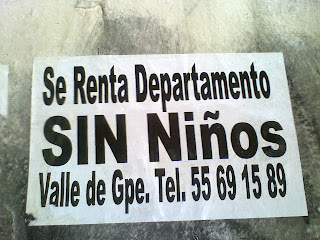 Se Renta Departamento
SIN Niños
Valle de Gpe. Tel. 55 69 15 89